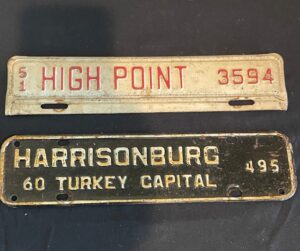 51 HIGH POINT 3594
HARRISONBURG 495
60 TURKEY CAPITAL